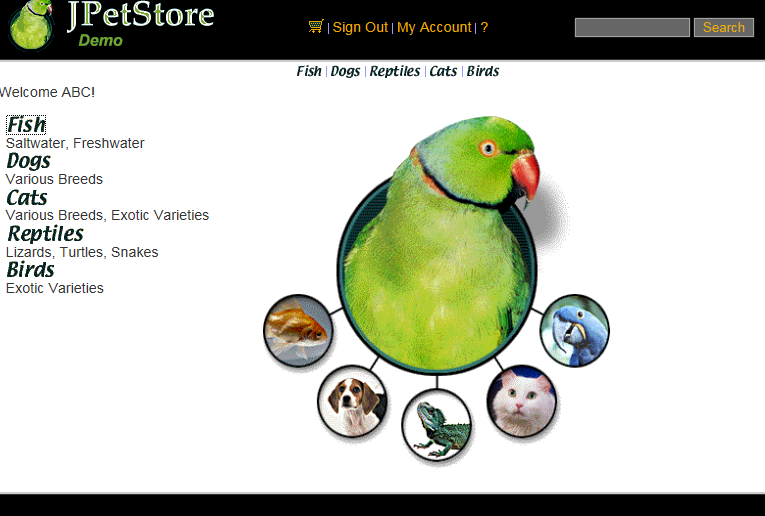 JPetStore
Demo
| Sign Out | My Account | ?
Search
Fish | Dogs | Reptiles | Cats | Birds
Welcome ABC!
Fish
Saltwater, Freshwater
Dogs
Various Breeds
Cats
Various Breeds, Exotic Varieties
Reptiles
Lizards, Turtles, Snakes
Birds
Exotic Varieties